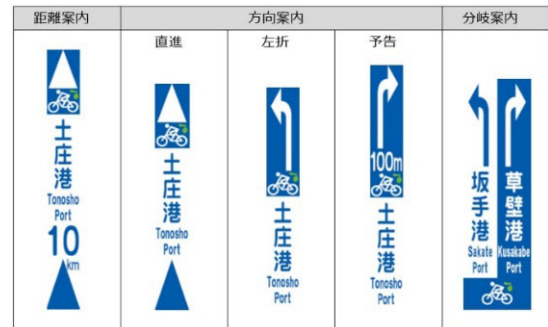 距離案内
方向案内
分岐案内
直進
左折
予告
土庄港
Tonosho
Port
10
km
土庄港
Tonosho
Port
土庄港
Tonosho
Port
100m
土庄港
Tonosho
Port
坂手港
Sakate
Port
草壁港
Kusakabe
Port